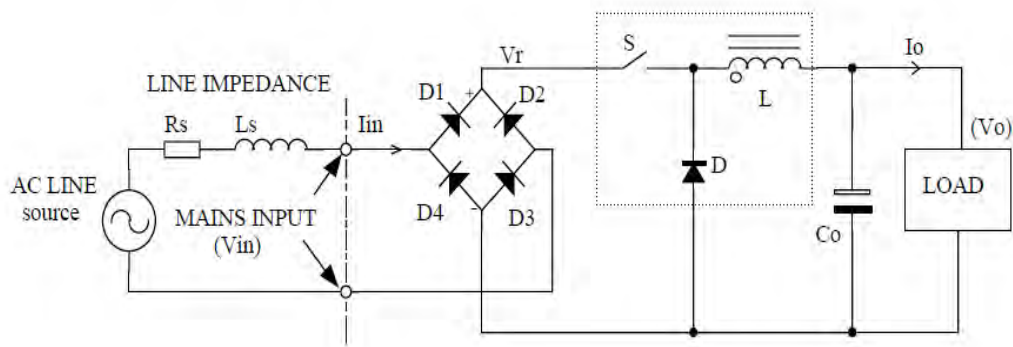 Vr
S
Io
LINE IMPEDANCE
D1
D2
L
Rs
Ls
Iin
(Vo)
+
D
LOAD
AC LINE
source
MAINS INPUT
(Vin)
D4
-
D3
Co